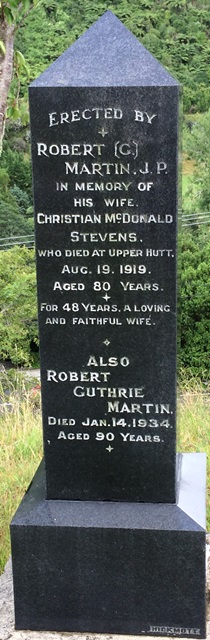 ERECTED BY
ROBERT (G.)
MARTIN, J.P.
IN MEMORY OF
HIS WIFE,
CHRISTIAN McDONALD
STEVENS.
WHO DIED AT UPPER HUTT,
AUG. 19. 1919.
AGED 80 YEARS.
FOR 48 YEARS, A LOVING
AND FAITHFUL WIFE.
ALSO
ROBERT
GUTHRIE
MARTIN.
DIED JAN. 14. 1934.
AGED 90 YEARS.
HICKMOTT